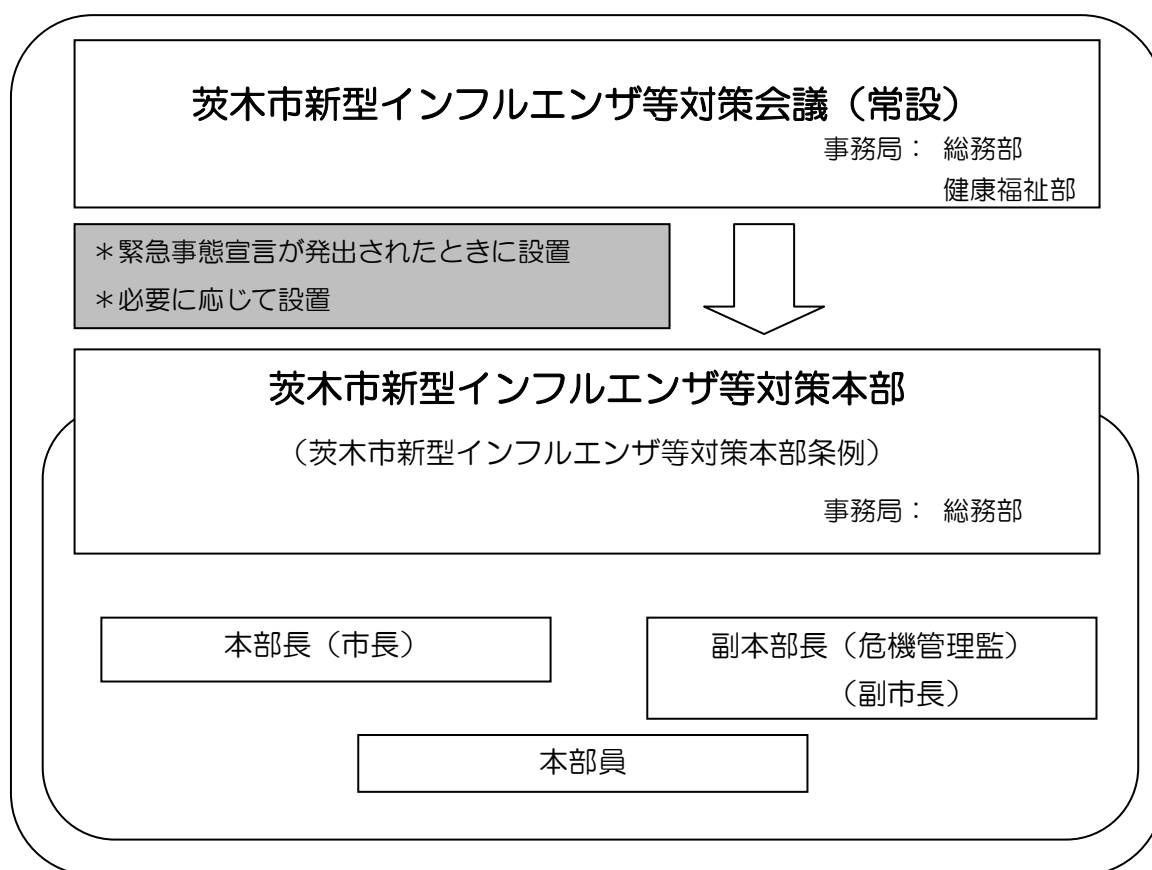 茨木市新型インフルエンザ等対策会議（常設）
事務局： 総務部
健康福祉部
＊緊急事態宣言が発出されたときに設置
＊必要に応じて設置
茨木市新型インフルエンザ等対策本部
（茨木市新型インフルエンザ等対策本部条例）
事務局： 総務部
本部長（市長）
副本部長（危機管理監）
（副市長）
本部員